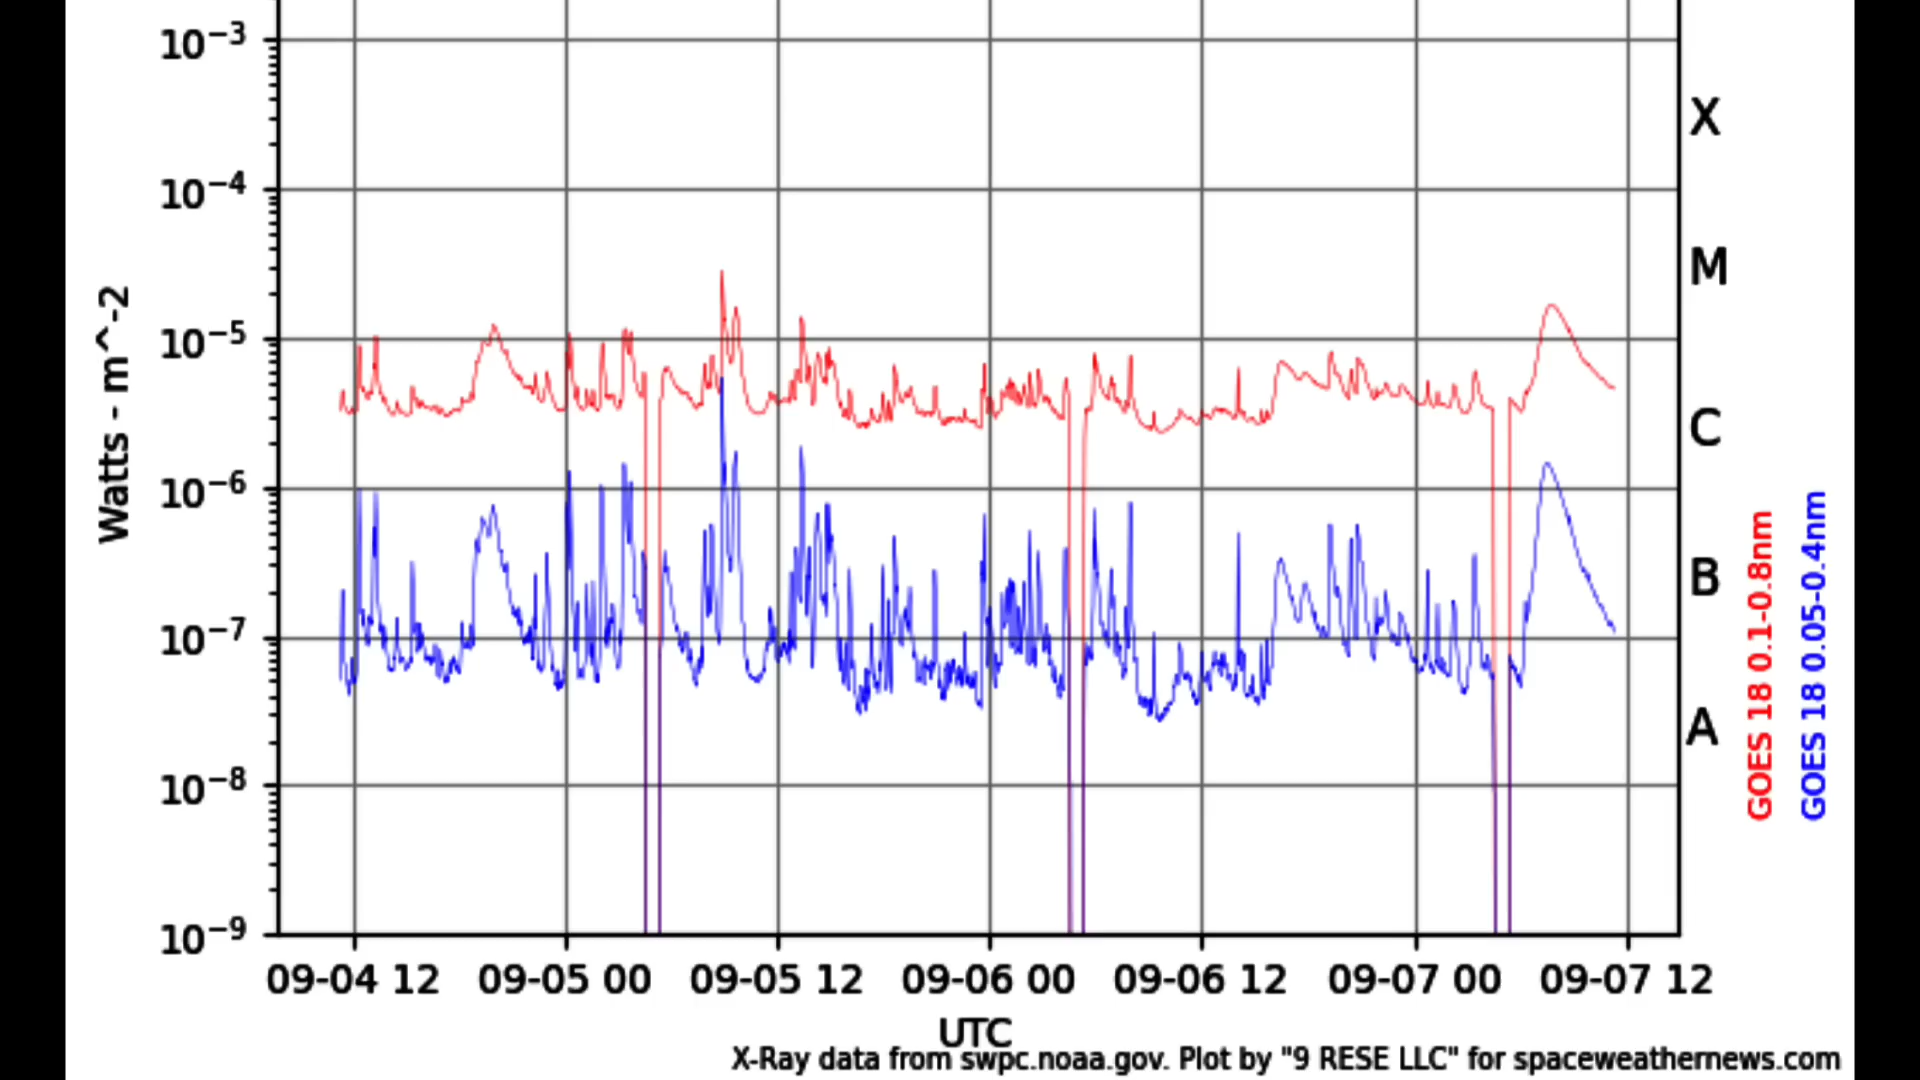 10−3
10−4
10−5
10−6
10−7
10−8
10−9
Watts - m^-2
X
M
C
B
A
GOES 18 0.1-0.8nm
GOES 18 0.05-0.4nm
09-04 12
09-05 00
09-05 12
09-06 00
09-06 12
09-07 00
09-07 12
UTC
X-Ray data from swpc.noaa.gov. Plot by "9 RESE LLC" for spaceweathernews.com